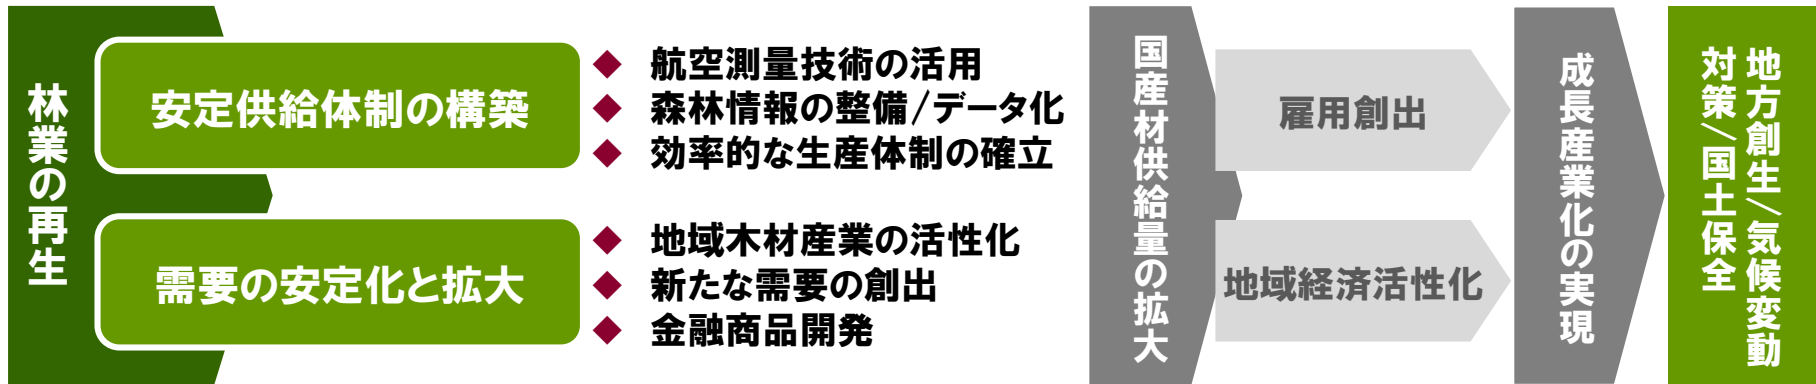 林業の再生
安定供給体制の構築
◆ 航空測量技術の活用
◆ 森林情報の整備/データ化
◆ 効率的な生産体制の確立
需要の安定化と拡大
◆ 地域木材産業の活性化
◆ 新たな需要の創出
◆ 金融商品開発
国産材供給量の拡大
雇用創出
地域経済活性化
成長産業化の実現
地方創生/気候変動
対策/国土保全